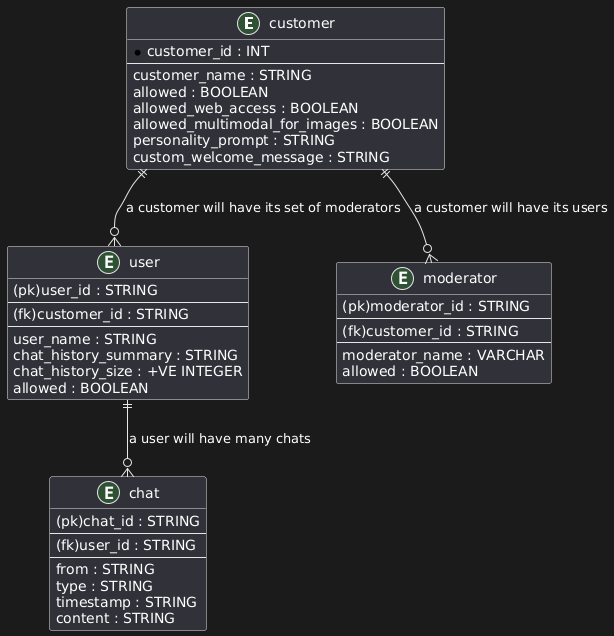 E customer
* customer_id : INT
customer_name : STRING
allowed : BOOLEAN
allowed_web_access : BOOLEAN
allowed_multimodal_for_images : BOOLEAN
personality_prompt : STRING
custom_welcome_message : STRING
a customer will have its set of moderators
a customer will have its users
E user
(pk)user_id : STRING
(fk)customer_id : STRING
user_name : STRING
chat_history_summary : STRING
chat_history_size : +VE INTEGER
allowed : BOOLEAN
E moderator
(pk)moderator_id : STRING
(fk)customer_id : STRING
moderator_name : VARCHAR
allowed : BOOLEAN
a user will have many chats
E chat
(pk)chat_id : STRING
(fk)user_id : STRING
from : STRING
type : STRING
timestamp : STRING
content : STRING